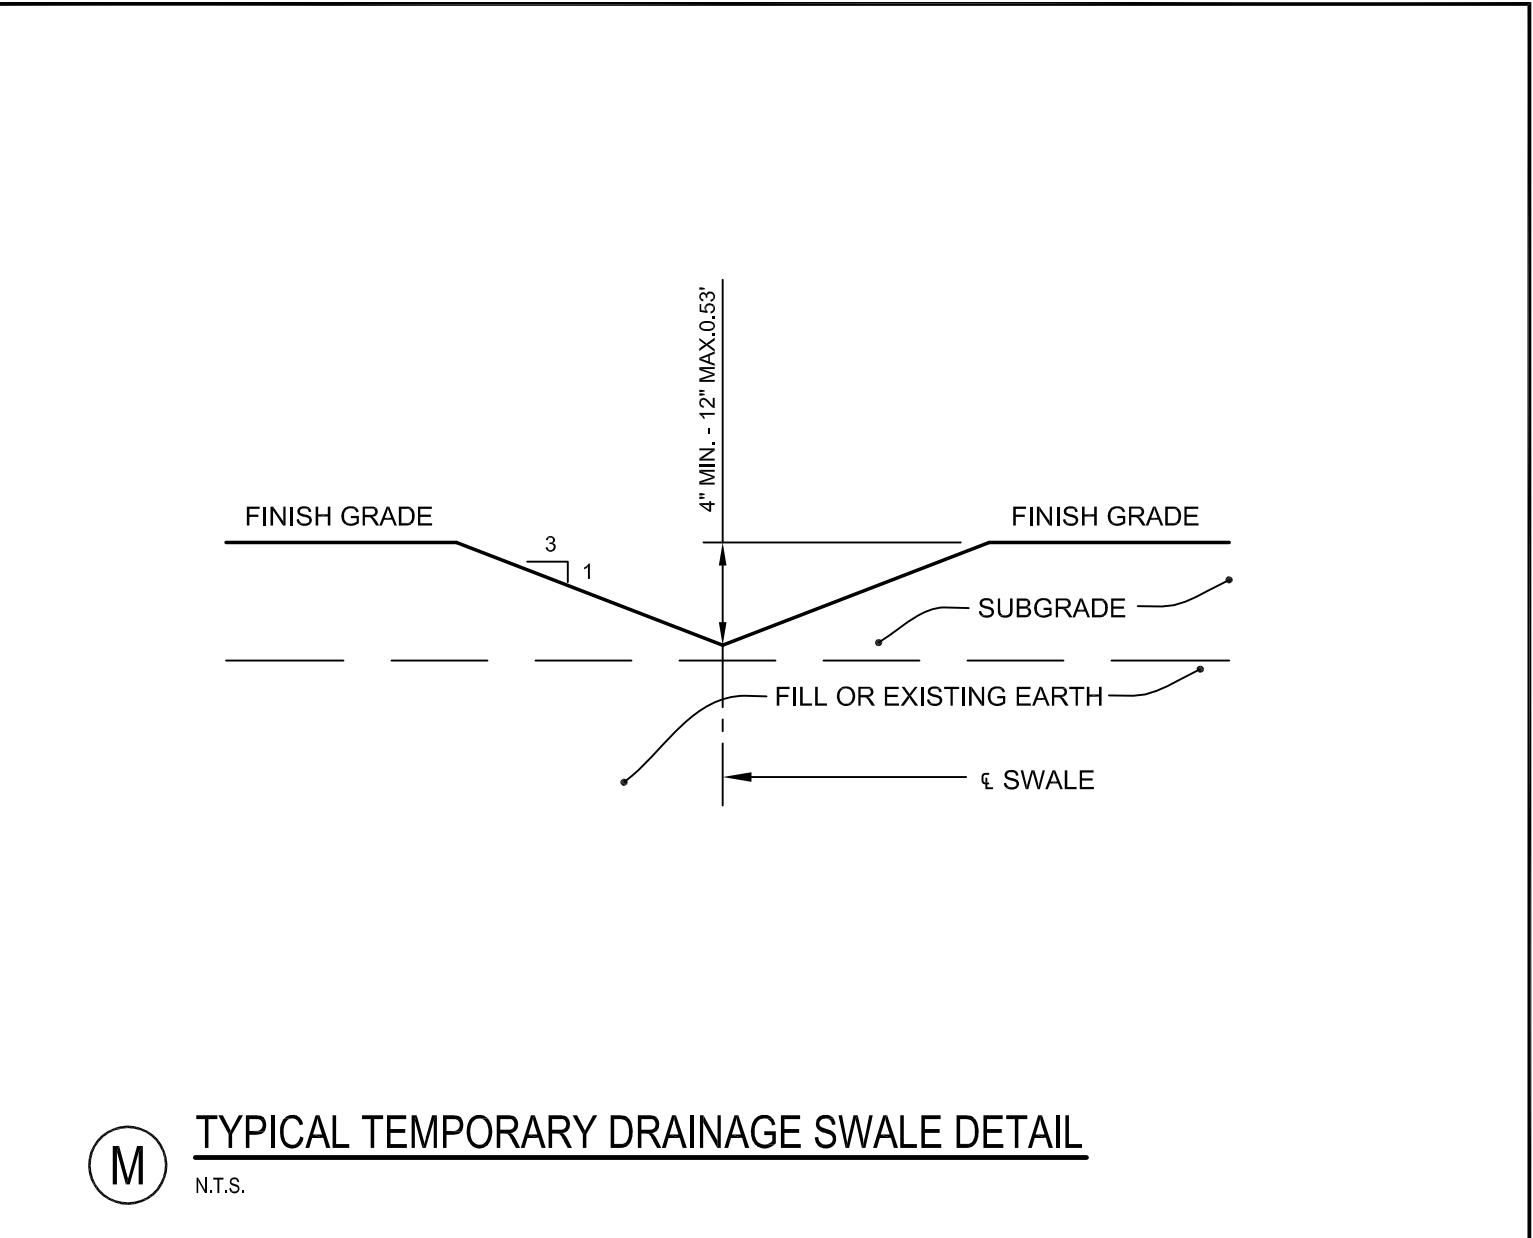 4" MIN. - 12" MAX.0.53'
FINISH GRADE
FINISH GRADE
3
1
SUBGRADE
FILL OR EXISTING EARTH
℄ SWALE
M
TYPICAL TEMPORARY DRAINAGE SWALE DETAIL
N.T.S.